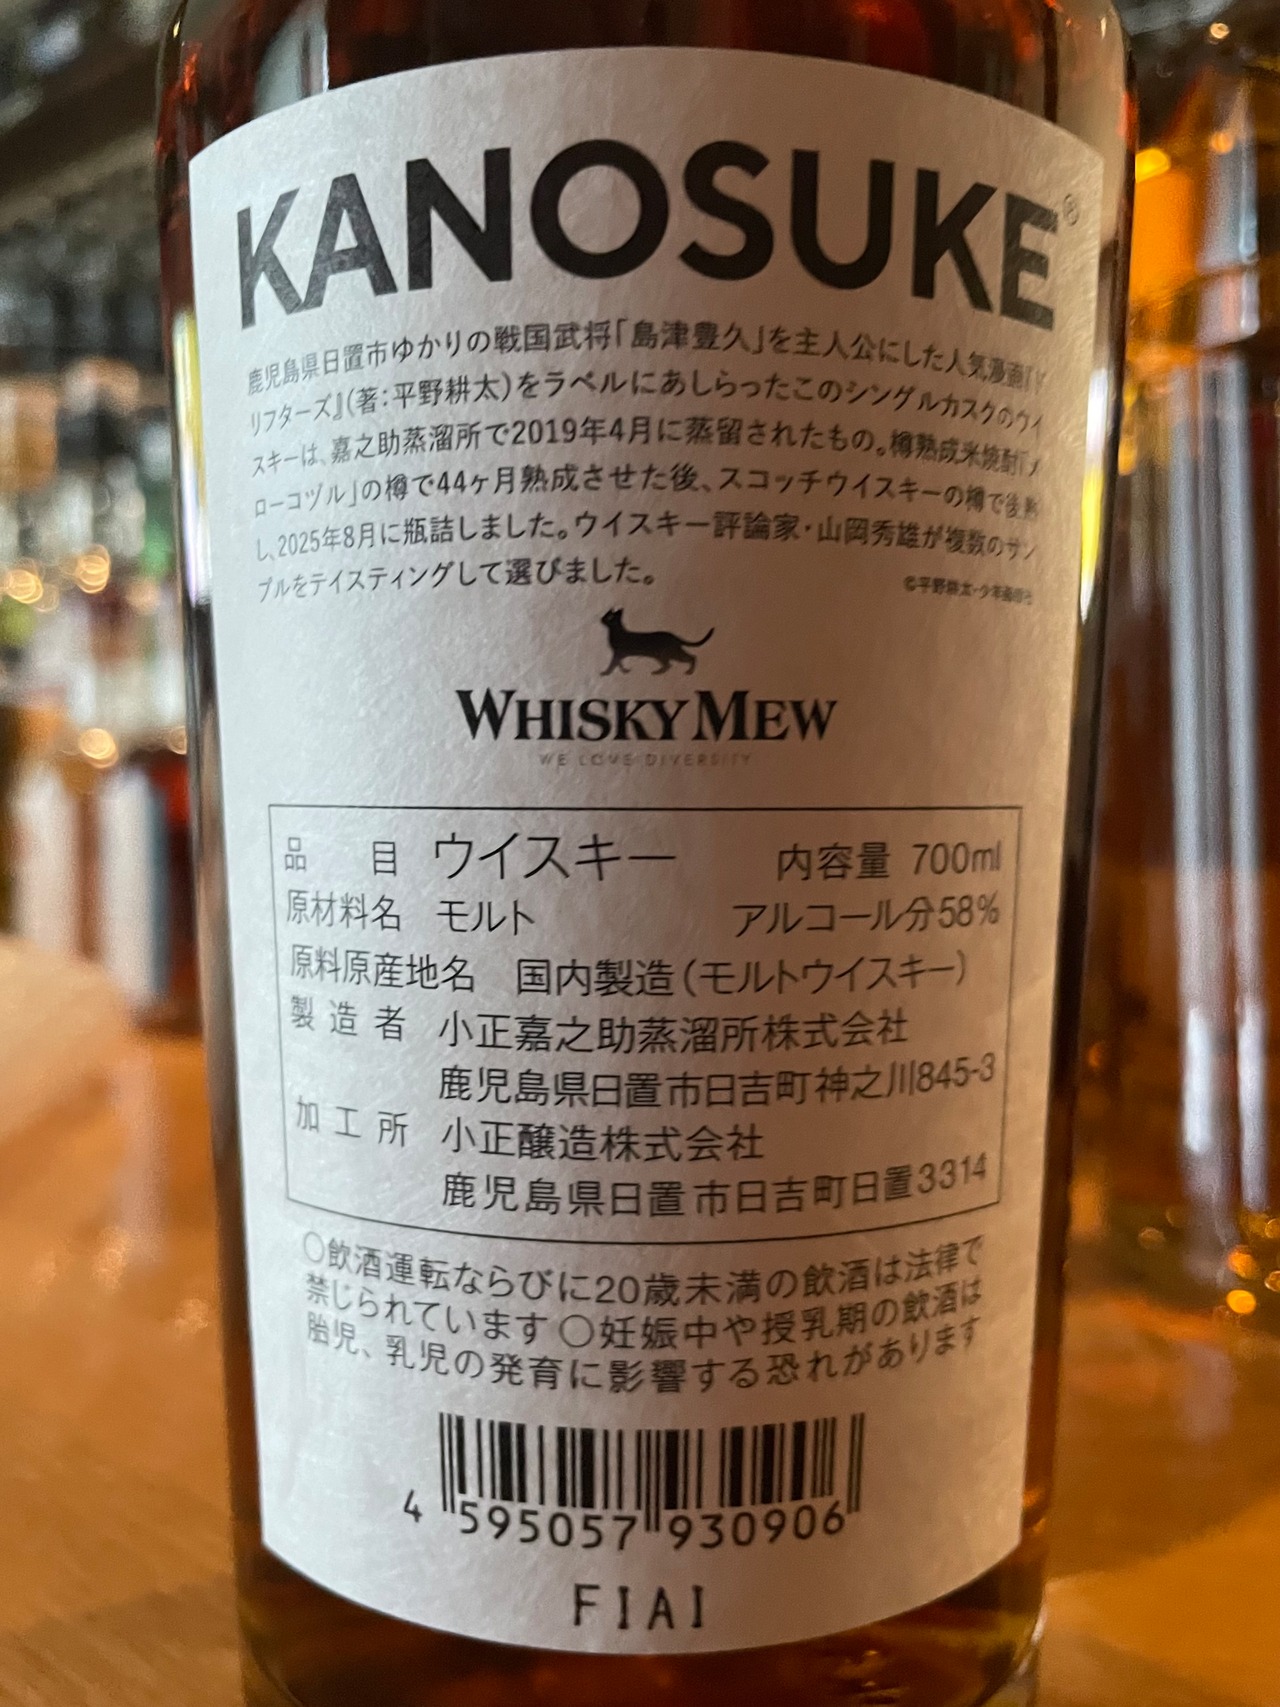 KANOSUKE®
鹿児島県日置市ゆかりの戦国武将「島津豊久」を主人公にした人気漫画『ド
リフターズ』(著:平野耕太)をラベルにあしらったこのシングルカスクのウイ
スキーは、嘉之助蒸溜所で2019年4月に蒸留されたもの。樽熟成米焼酎「メ
ローコヅル」の樽で44ヶ月熟成させた後、スコッチウイスキーの樽で後熟
し、2025年8月に瓶詰しました。ウイスキー評論家・山岡秀雄が複数のサン
プルをテイスティングして選びました。
©平野耕太・少年画報社
WHISKY MEW
WE LOVE DIVERSITY
品目 ウイスキー 内容量 700ml
原材料名 モルト アルコール分58%
原料原産地名 国内製造(モルトウイスキー)
製造者 小正嘉之助蒸溜所株式会社
鹿児島県日置市日吉町神之川845-3
加工所 小正醸造株式会社
鹿児島県日置市日吉町日置3314
○飲酒運転ならびに20歳未満の飲酒は法律で
禁じられています ○妊娠中や授乳期の飲酒は
胎児、乳児の発育に影響する恐れがあります
4 595057 930906
FIAI